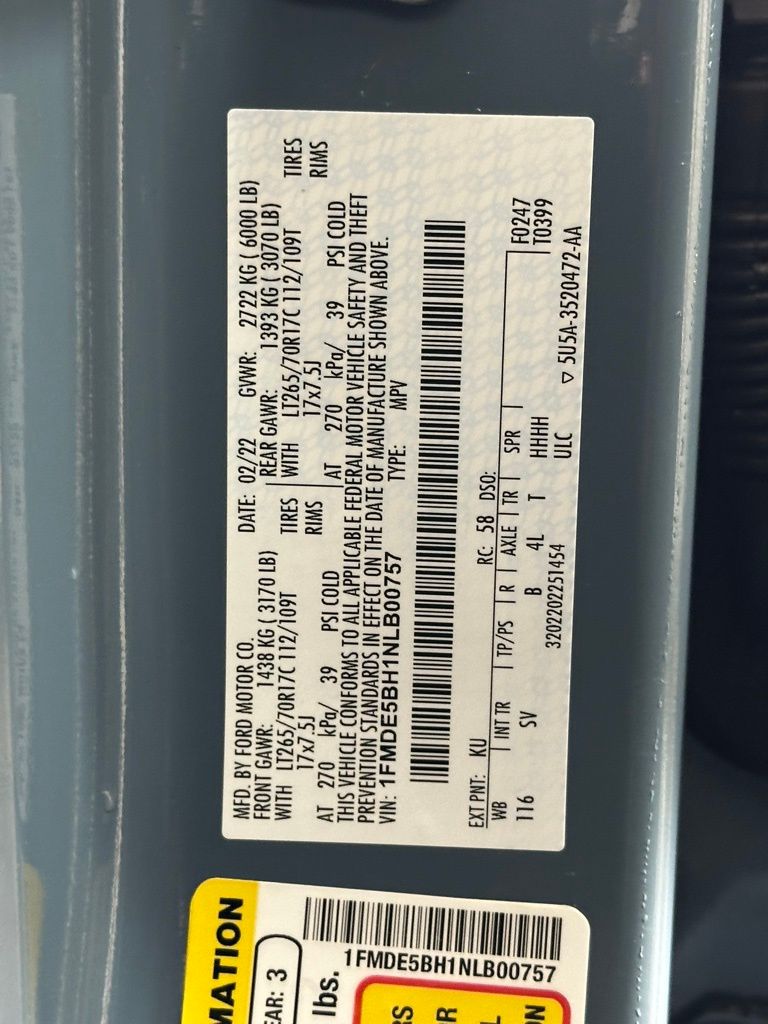 MFD. BY FORD MOTOR CO.
DATE: 02/22 GVWR: 2722 KG ( 6000 LB)
FRONT GAWR: 1438 KG ( 3170 LB)
REAR GAWR: 1393 KG ( 3070 LB)
WITH LT265/70R17C 112/109T TIRES
WITH LT265/70R17C 112/109T TIRES
17x7.5J RIMS
17x7.5J RIMS
AT 270 kPa/ 39 PSI COLD
AT 270 kPa/ 39 PSI COLD
THIS VEHICLE CONFORMS TO ALL APPLICABLE FEDERAL MOTOR VEHICLE SAFETY AND THEFT
PREVENTION STANDARDS IN EFFECT ON THE DATE OF MANUFACTURE SHOWN ABOVE.
VIN: 1FMDE5BH1NLB00757 TYPE: MPV
EXT PNT: KU RC: 58 DSO:
WB INT TR TP/PS R AXLE TR SPR F0247
116 SV B 4L T HHHH T0399
3202202251454 ULC
▽ 5U5A-3520472-AA
MATION
EAR: 3
lbs.
1FMDE5BH1NLB00757
RS
R
L
ON